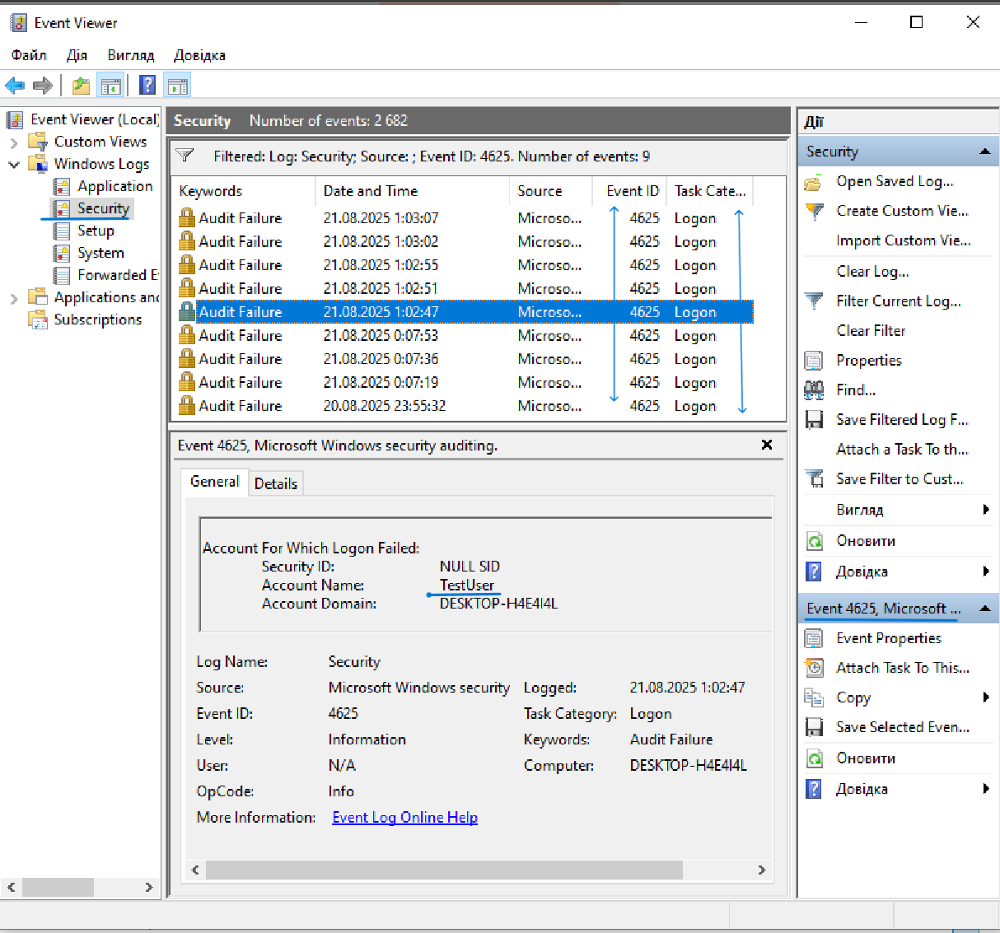 Event Viewer
Файл Дія Вигляд Довідка
Event Viewer (Local)
Custom Views
Windows Logs
Application
Security
Setup
System
Forwarded E
Applications and
Subscriptions
Security Number of events: 2 682
Filtered: Log: Security; Source: ; Event ID: 4625. Number of events: 9
Keywords Date and Time Source Event ID Task Cate...
Audit Failure 21.08.2025 1:03:07 Microso... 4625 Logon
Audit Failure 21.08.2025 1:03:02 Microso... 4625 Logon
Audit Failure 21.08.2025 1:02:55 Microso... 4625 Logon
Audit Failure 21.08.2025 1:02:51 Microso... 4625 Logon
Audit Failure 21.08.2025 1:02:47 Microso... 4625 Logon
Audit Failure 21.08.2025 0:07:53 Microso... 4625 Logon
Audit Failure 21.08.2025 0:07:36 Microso... 4625 Logon
Audit Failure 21.08.2025 0:07:19 Microso... 4625 Logon
Audit Failure 20.08.2025 23:55:32 Microso... 4625 Logon
Event 4625, Microsoft Windows security auditing.
General Details
Account For Which Logon Failed:
Security ID: NULL SID
Account Name: TestUser
Account Domain: DESKTOP-H4E4I4L
Log Name: Security
Source: Microsoft Windows security Logged: 21.08.2025 1:02:47
Event ID: 4625 Task Category: Logon
Level: Information Keywords: Audit Failure
User: N/A Computer: DESKTOP-H4E4I4L
OpCode: Info
More Information: Event Log Online Help
Дії
Security
Open Saved Log...
Create Custom Vie...
Import Custom Vie...
Clear Log...
Filter Current Log...
Clear Filter
Properties
Find...
Save Filtered Log F...
Attach a Task To th...
Save Filter to Cust...
Вигляд
Оновити
Довідка
Event 4625, Microsoft ...
Event Properties
Attach Task To This...
Copy
Save Selected Even...
Оновити
Довідка